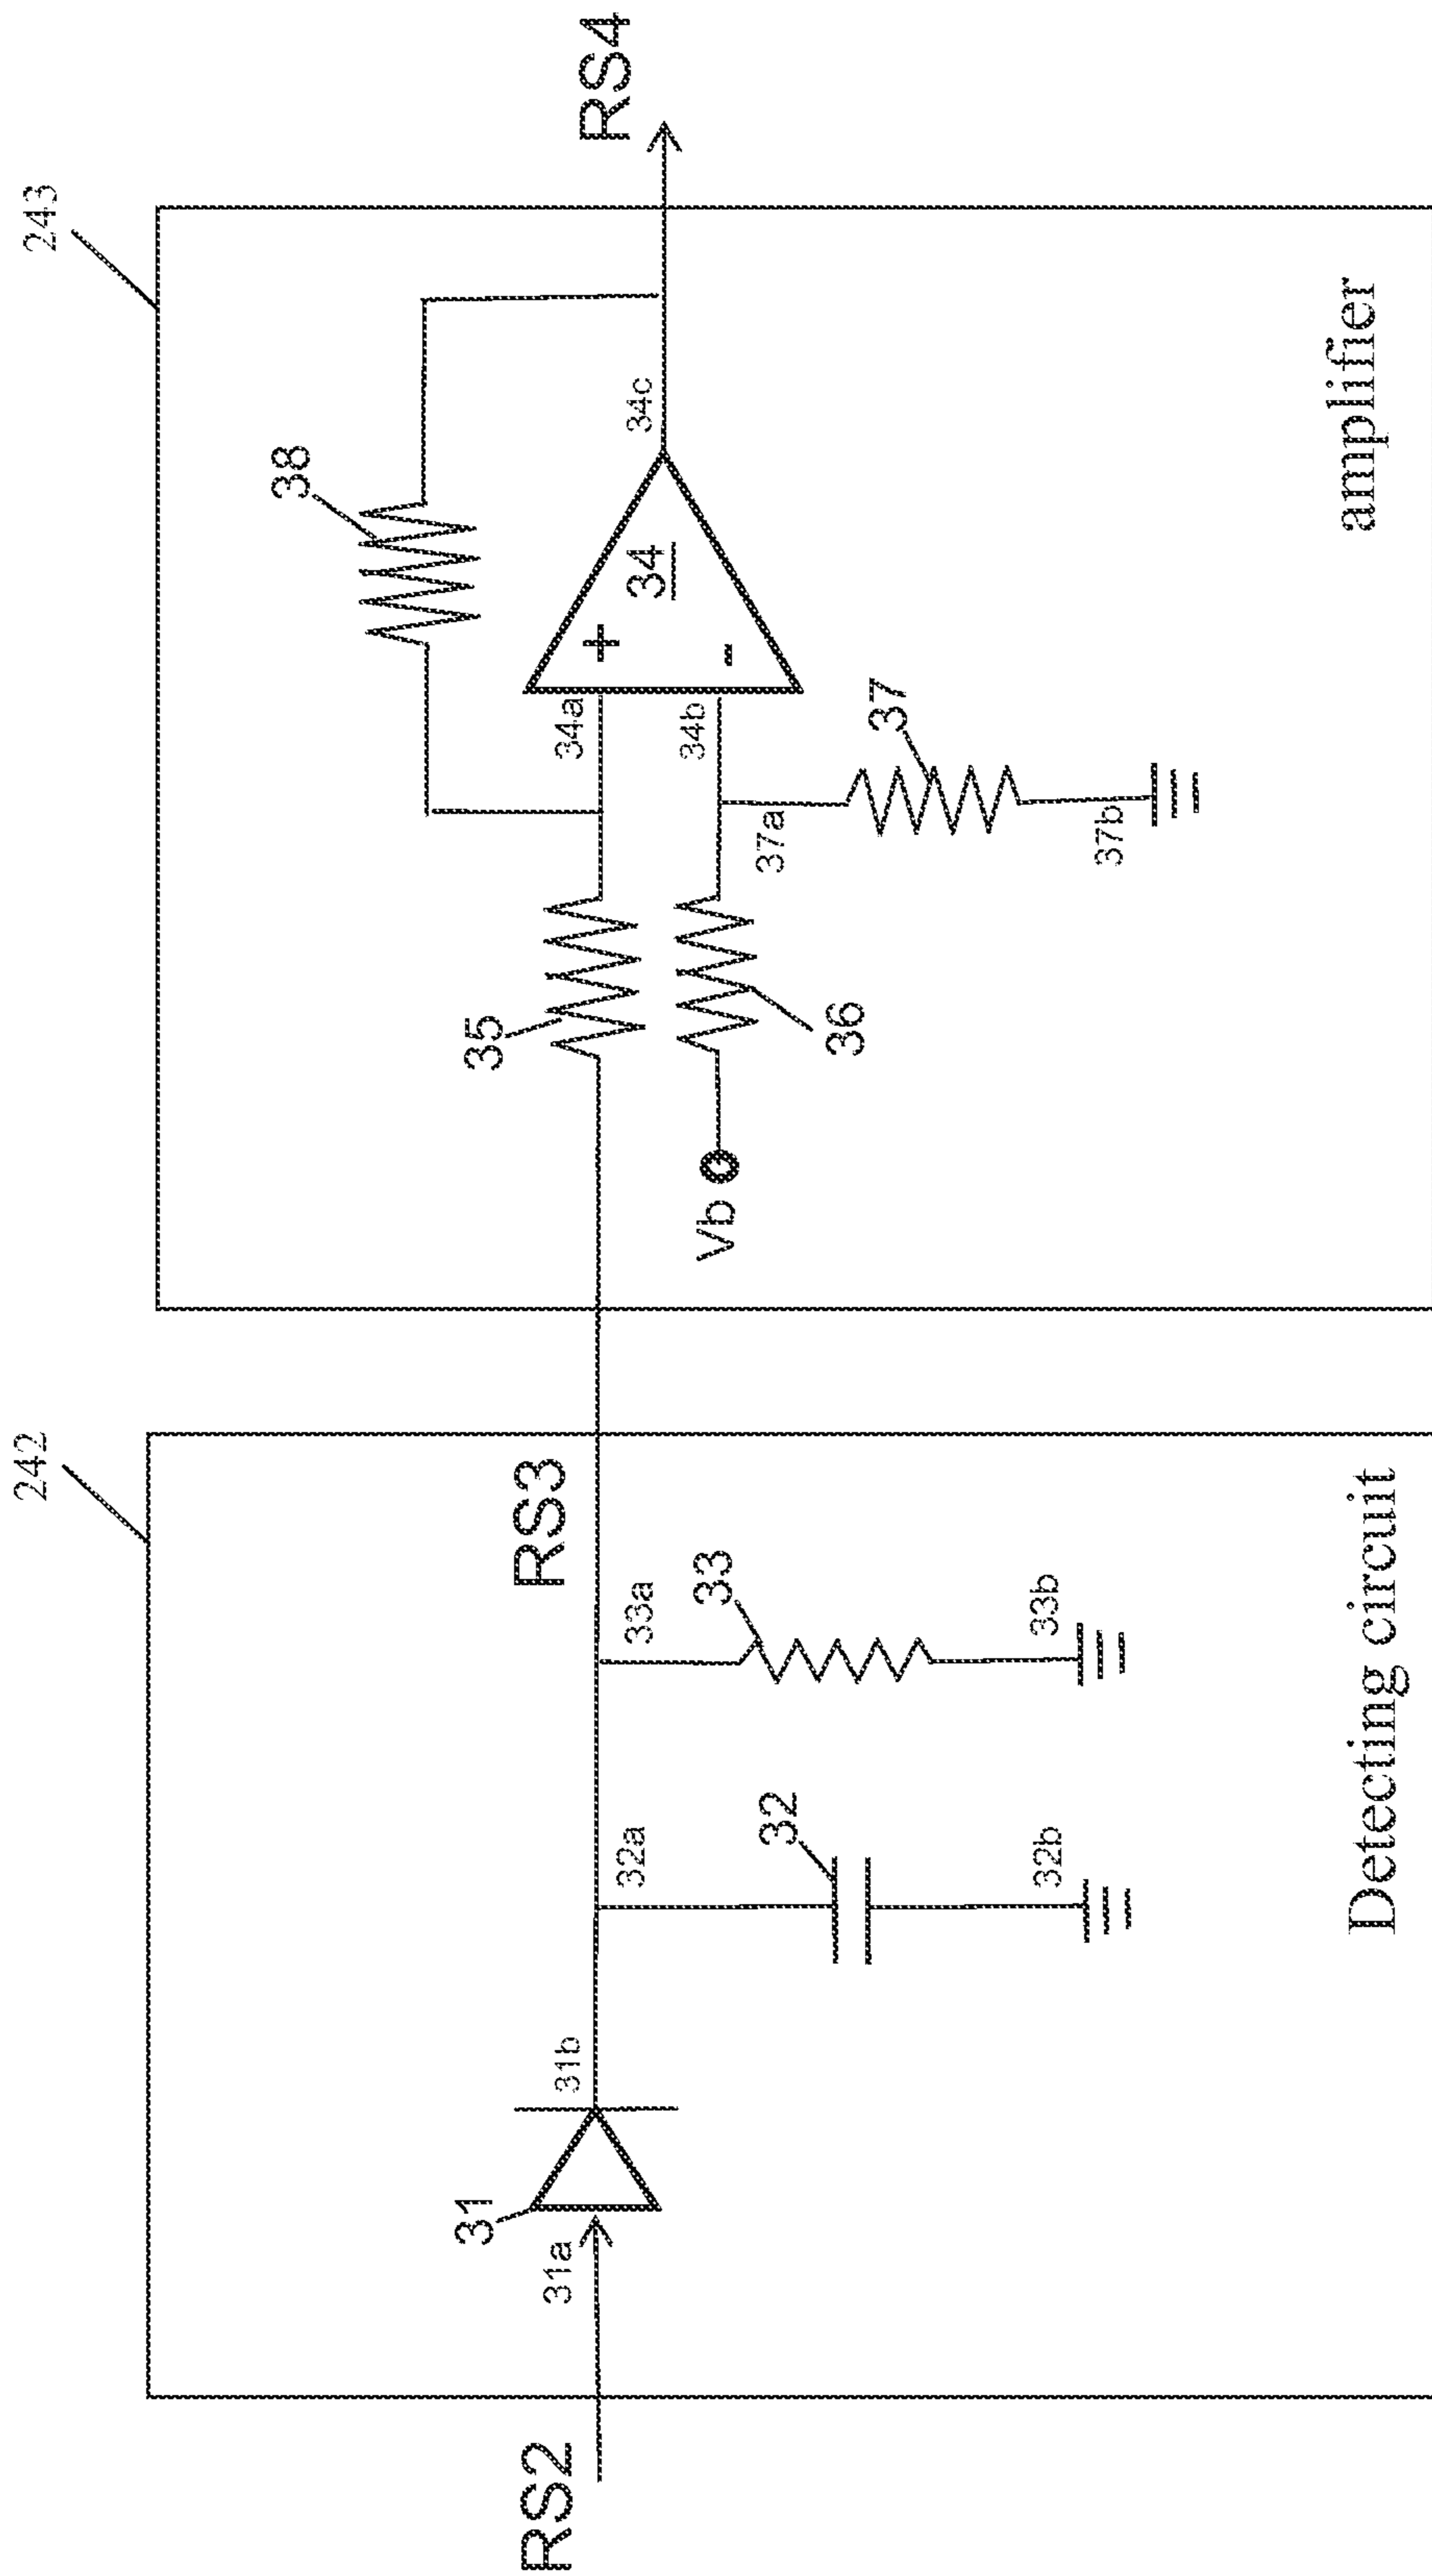 242
243
RS2
31
31a
31b
32a
32
32b
RS3
33a
33
33b
Detecting circuit
35
Vb
36
38
34a
34b
+
-
34
34c
37a
37
37b
RS4
amplifier